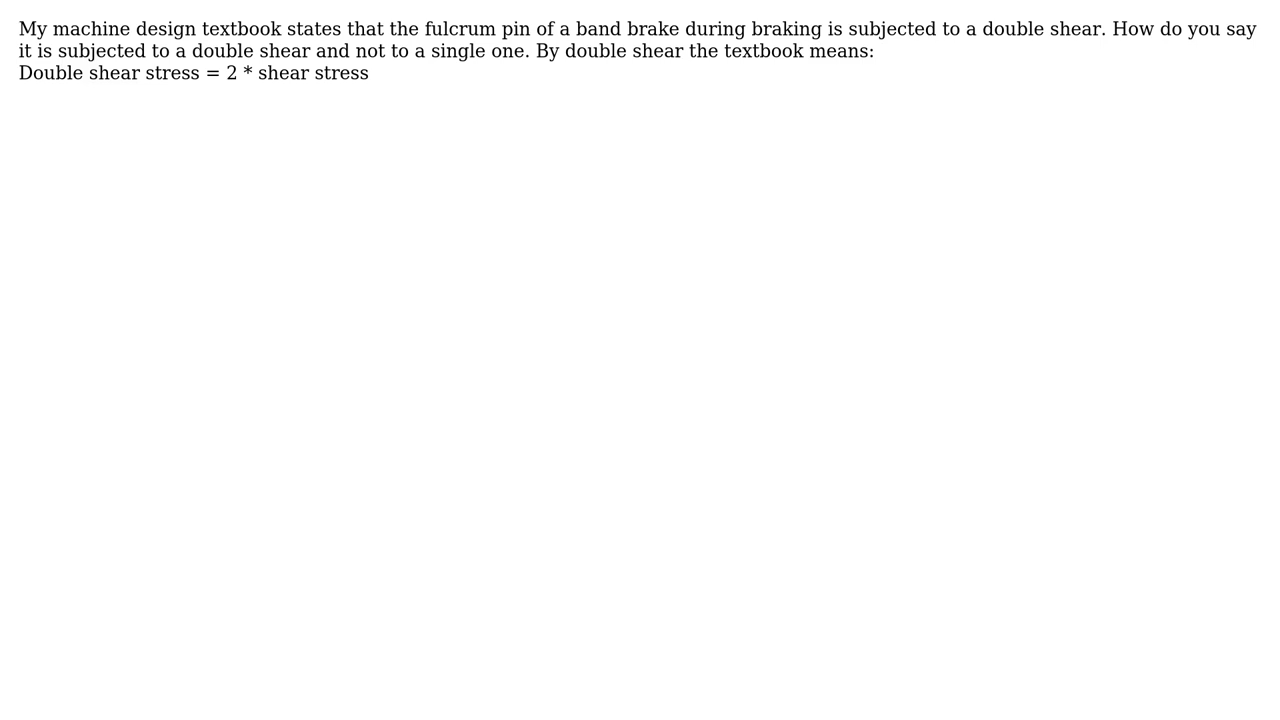 My machine design textbook states that the fulcrum pin of a band brake during braking is subjected to a double shear. How do you say
it is subjected to a double shear and not to a single one. By double shear the textbook means:
Double shear stress = 2 * shear stress